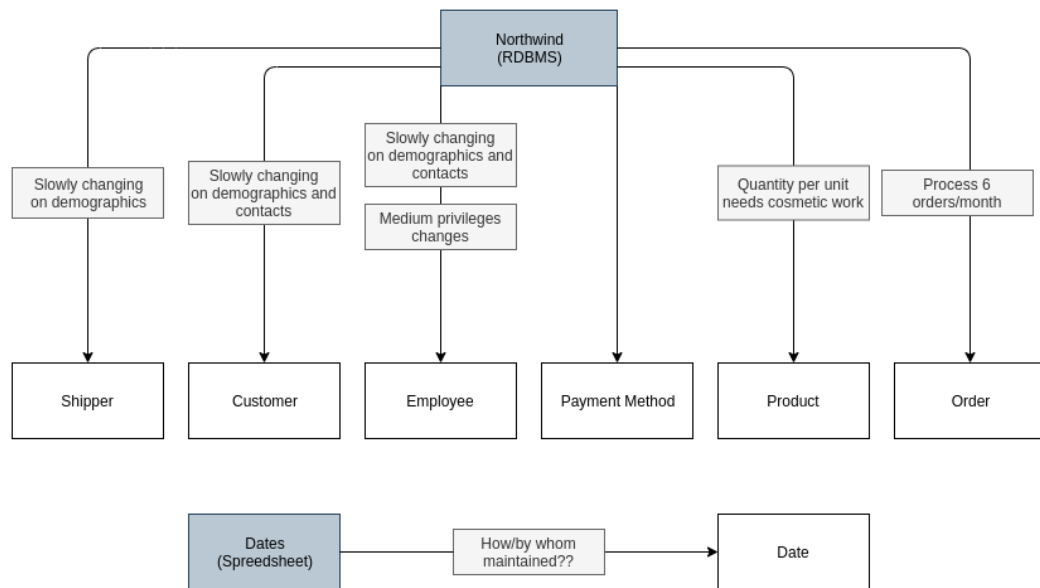 Northwind
(RDBMS)
Slowly changing
on demographics
Slowly changing
on demographics and
contacts
Slowly changing
on demographics and
contacts
Medium privileges
changes
Quantity per unit
needs cosmetic work
Process 6
orders/month
Shipper
Customer
Employee
Payment Method
Product
Order
Dates
(Spreedsheet)
How/by whom
maintained??
Date